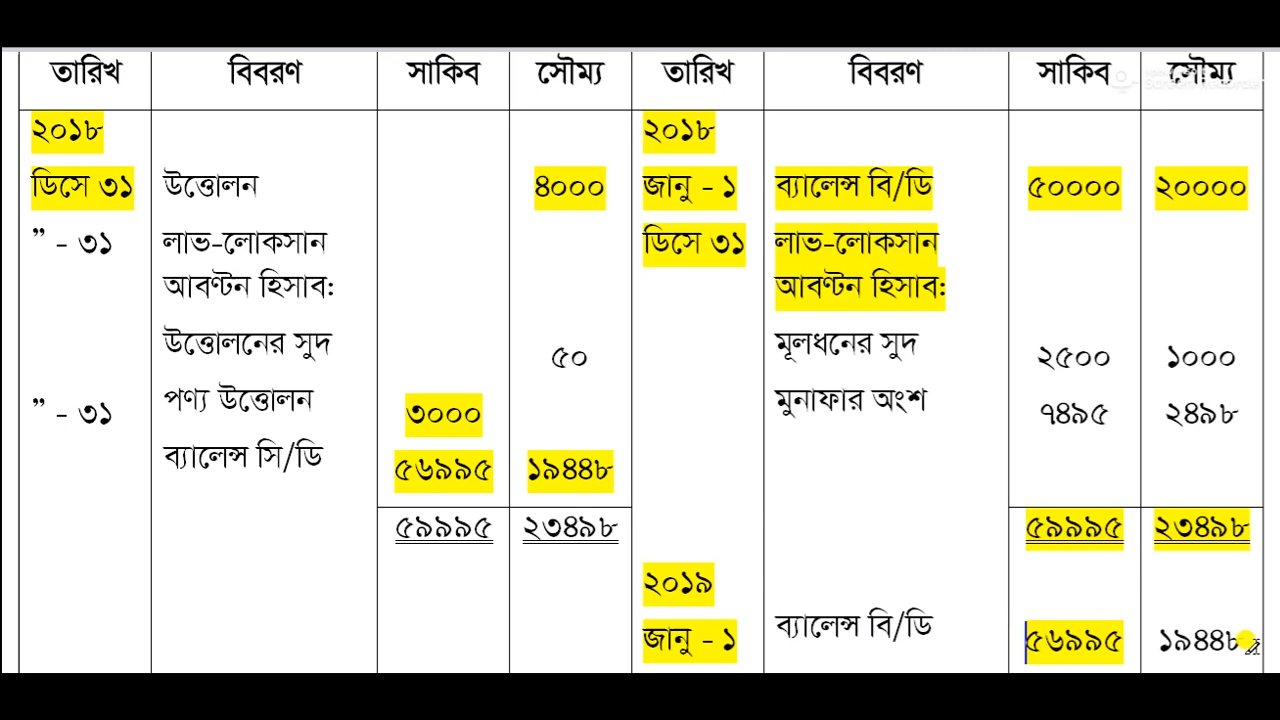 তারিখ বিবরণ সাকিব সৌম্য তারিখ বিবরণ সাকিব সৌম্য
২০১৮ ২০১৮
ডিসে ৩১ উত্তোলন ৪০০০ জানু - ১ ব্যালেন্স বি/ডি ৫০০০০ ২০০০০
” - ৩১ লাভ-লোকসান ডিসে ৩১ লাভ-লোকসান
আবণ্টন হিসাব: আবণ্টন হিসাব:
উত্তোলনের সুদ ৫০ মূলধনের সুদ ২৫০০ ১০০০
” - ৩১ পণ্য উত্তোলন ৩০০০ মুনাফার অংশ ৭৪৯৫ ২৪৯৮
ব্যালেন্স সি/ডি ৫৬৯৯৫ ১৯৪৪৮
৫৯৯৯৫ ২৩৪৯৮ ৫৯৯৯৫ ২৩৪৯৮
২০১৯
জানু - ১ ব্যালেন্স বি/ডি ৫৬৯৯৫ ১৯৪৪৮